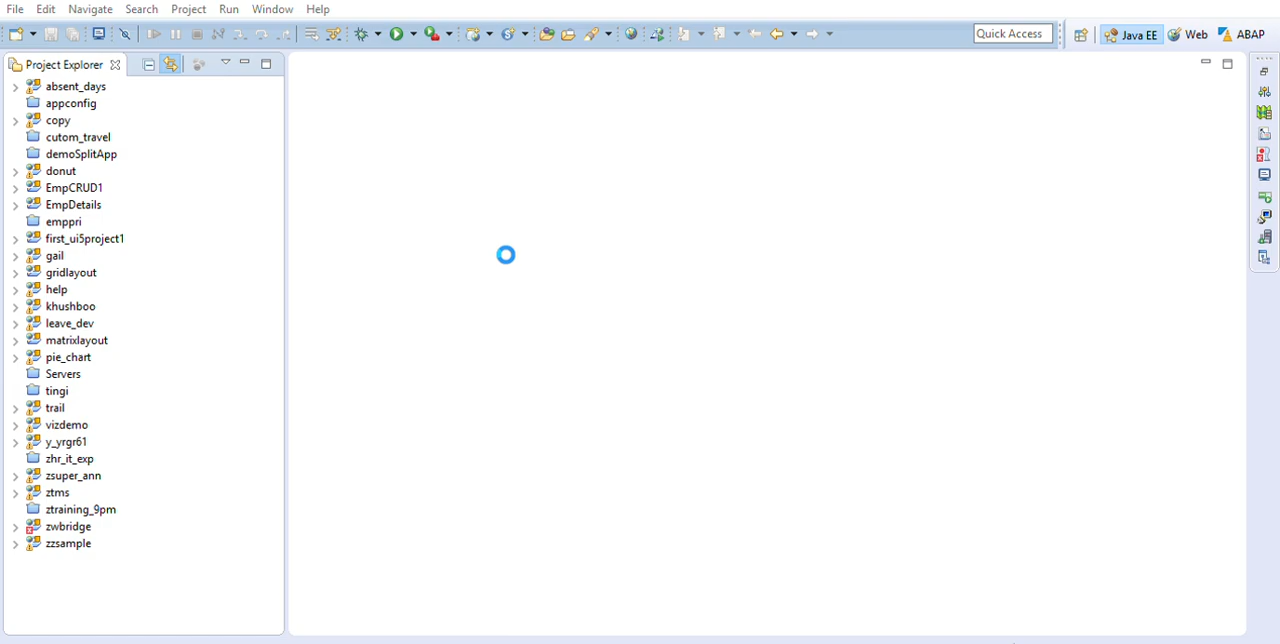 File Edit Navigate Search Project Run Window Help
Quick Access Java EE Web ABAP
Project Explorer
absent_days
appconfig
copy
cutom_travel
demoSplitApp
donut
EmpCRUD1
EmpDetails
emppri
first_ui5project1
gail
gridlayout
help
khushboo
leave_dev
matrixlayout
pie_chart
Servers
tingi
trail
vizdemo
y_yrgr61
zhr_it_exp
zsuper_ann
ztms
ztraining_9pm
zwbridge
zzsample